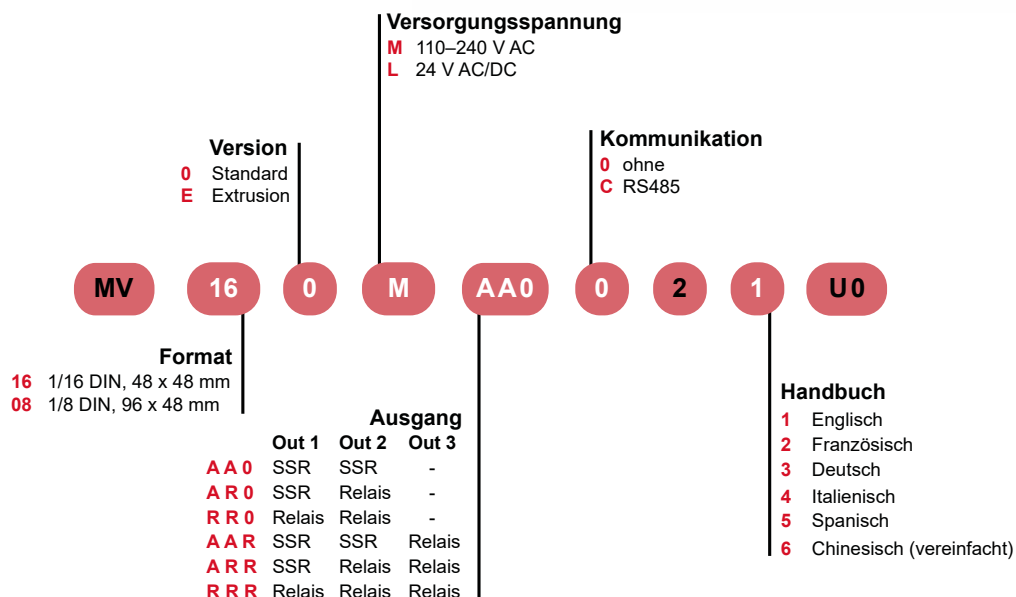 Versorgungsspannung
M 110–240 V AC
L 24 V AC/DC
Version
0 Standard
E Extrusion
Kommunikation
0 ohne
C RS485
MV 16 0 M AA0 0 2 1 U0
Format
16 1/16 DIN, 48 x 48 mm
08 1/8 DIN, 96 x 48 mm
Ausgang
Out 1 Out 2 Out 3
A A 0 SSR SSR -
A R 0 SSR Relais -
R R 0 Relais Relais -
A A R SSR SSR Relais
A R R SSR Relais Relais
R R R Relais Relais Relais
Handbuch
1 Englisch
2 Französisch
3 Deutsch
4 Italienisch
5 Spanisch
6 Chinesisch (vereinfacht)